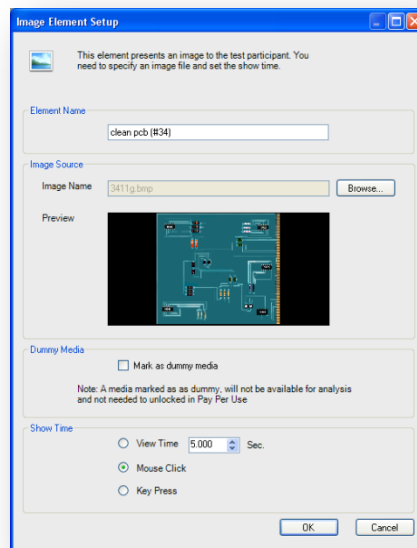 Image Element Setup
This element presents an image to the test participant. You
need to specify an image file and set the show time.
Element Name
clean pcb (#34)
Image Source
Image Name 3411g.bmp Browse...
Preview
Dummy Media
Mark as dummy media
Note: A media marked as as dummy, will not be available for analysis
and not needed to unlocked in Pay Per Use
Show Time
View Time 5.000 Sec.
Mouse Click
Key Press
OK Cancel